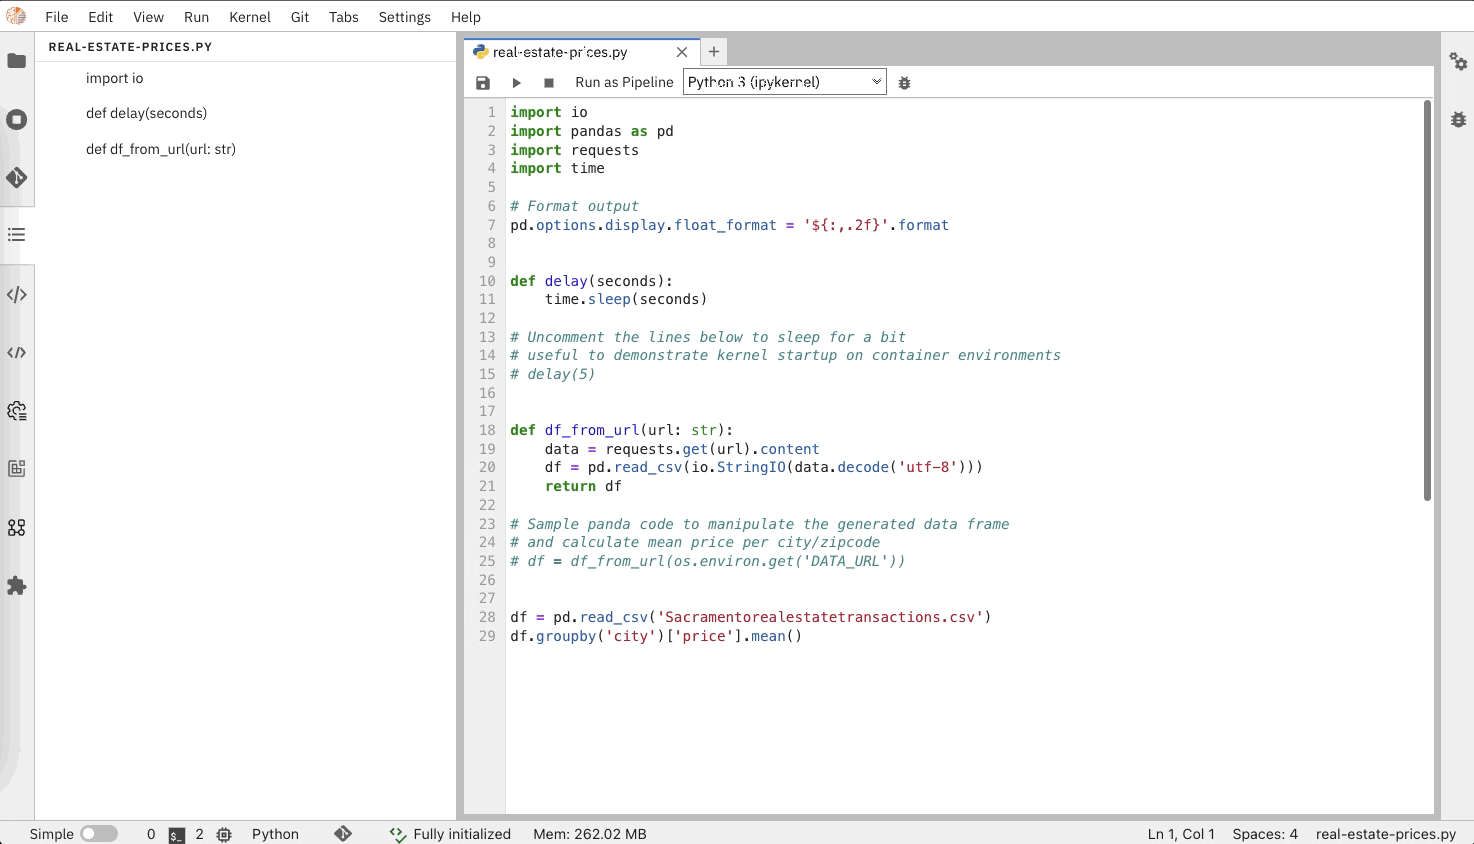 File Edit View Run Kernel Git Tabs Settings Help
REAL-ESTATE-PRICES.PY
import io
def delay(seconds)
def df_from_url(url: str)
real-estate-prices.py
Run as Pipeline Python 3 (ipykernel)
1 import io
2 import pandas as pd
3 import requests
4 import time
5
6 # Format output
7 pd.options.display.float_format = '${:,.2f}'.format
8
9
10 def delay(seconds):
11     time.sleep(seconds)
12
13 # Uncomment the lines below to sleep for a bit
14 # useful to demonstrate kernel startup on container environments
15 # delay(5)
16
17
18 def df_from_url(url: str):
19     data = requests.get(url).content
20     df = pd.read_csv(io.StringIO(data.decode('utf-8')))
21     return df
22
23 # Sample panda code to manipulate the generated data frame
24 # and calculate mean price per city/zipcode
25 # df = df_from_url(os.environ.get('DATA_URL'))
26
27
28 df = pd.read_csv('Sacramentorealestatetransactions.csv')
29 df.groupby('city')['price'].mean()
Simple 0 $_ 2 Python Fully initialized Mem: 262.02 MB Ln 1, Col 1 Spaces: 4 real-estate-prices.py